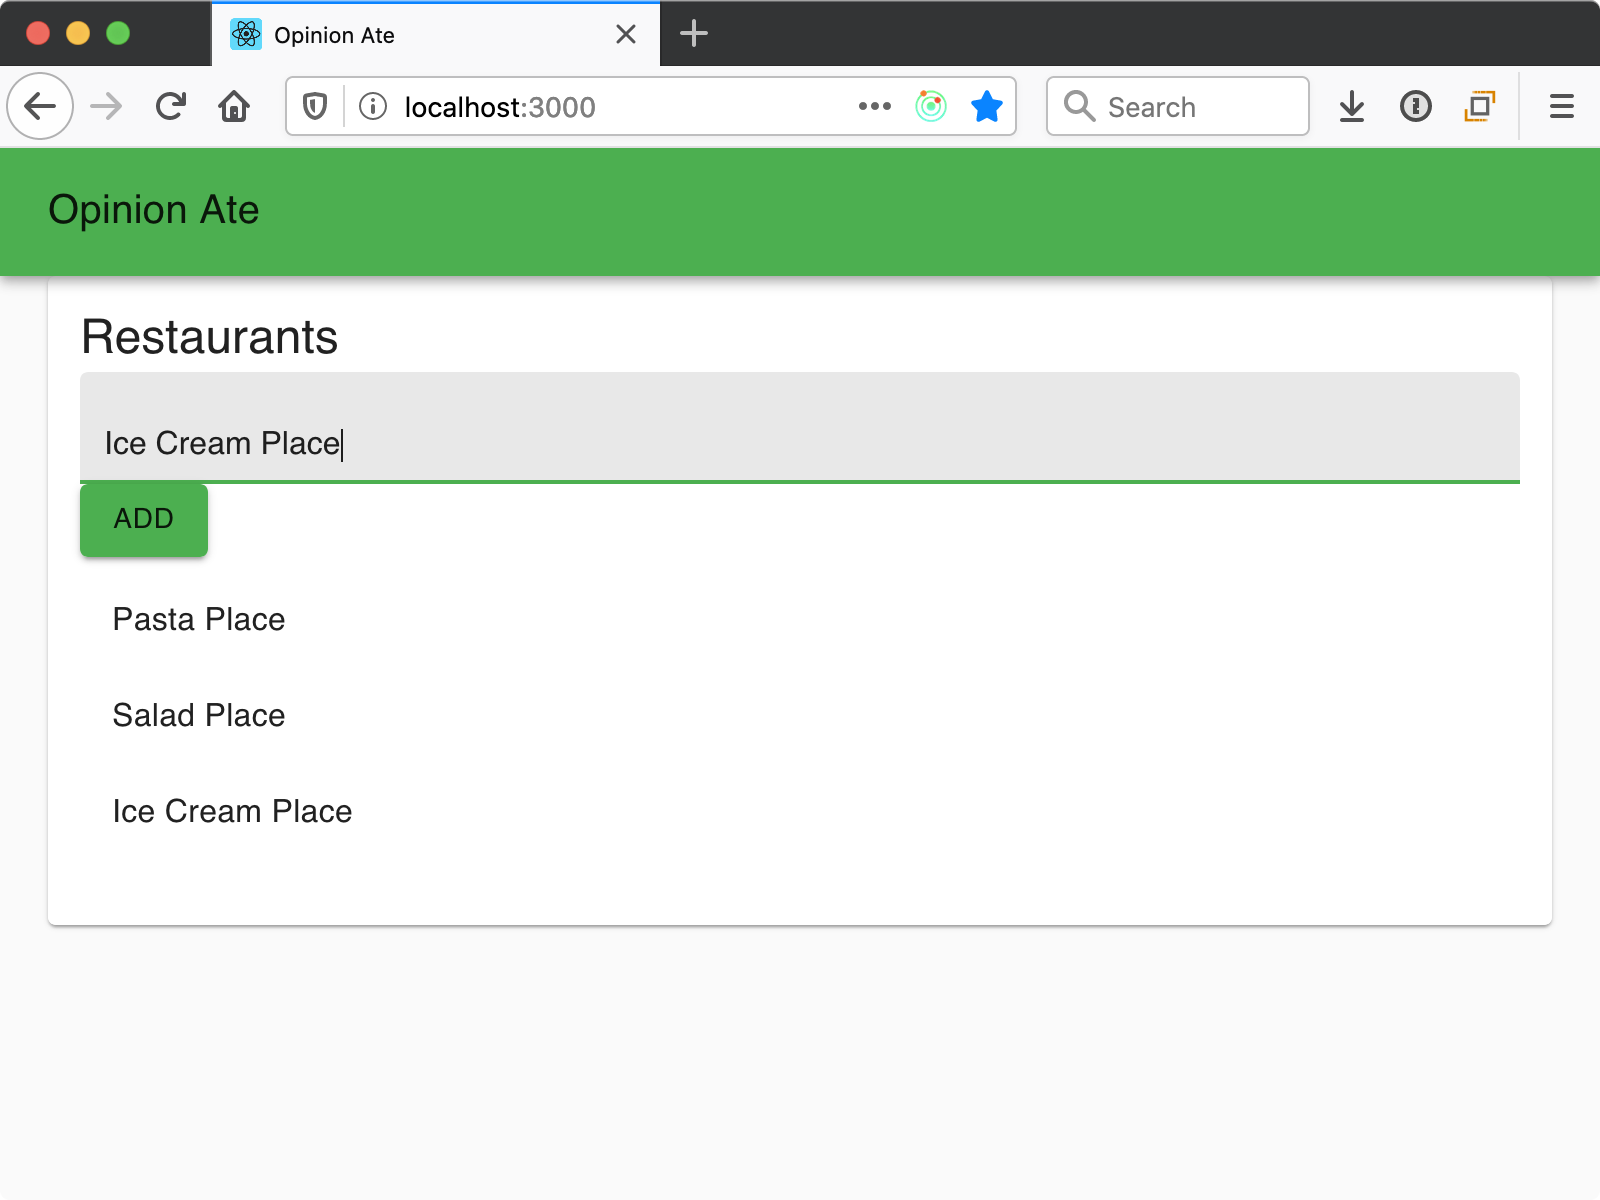 Opinion Ate
localhost:3000
Search
Opinion Ate
Restaurants
Ice Cream Place
ADD
Pasta Place
Salad Place
Ice Cream Place